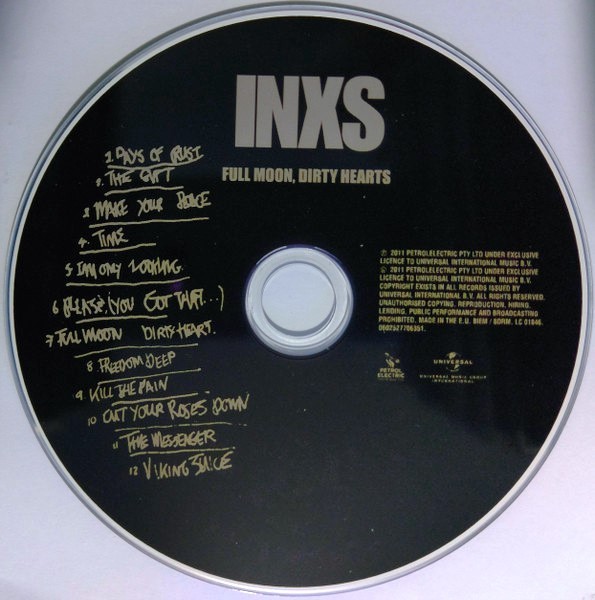 INXS
FULL MOON, DIRTY HEARTS
1. DAYS OF RUST
2. THE GIFT
3. MAKE YOUR PEACE
4. TIME
5 IM ONLY LOOKING
6 PLEASE (YOU GOT THAT...)
7 FULL MOON DIRTY HEART.
8. FREEDOM DEEP
9. KILL THE PAIN
10 CUT YOUR ROSES DOWN
11 THE MESSENGER
12 VIKING JUICE
℗ 2011 PETROLELECTRIC PTY LTD UNDER EXCLUSIVE
LICENCE TO UNIVERSAL INTERNATIONAL MUSIC B.V.
© 2011 PETROLELECTRIC PTY LTD UNDER EXCLUSIVE
LICENCE TO UNIVERSAL INTERNATIONAL MUSIC B.V.
COPYRIGHT EXISTS IN ALL RECORDS ISSUED BY
UNIVERSAL INTERNATIONAL B.V. ALL RIGHTS RESERVED.
UNAUTHORISED COPYING, REPRODUCTION, HIRING,
LENDING, PUBLIC PERFORMANCE AND BROADCASTING
PROHIBITED. MADE IN THE E.U. BIEM / SDRM. LC 01846.
0602527706351.
PETROL
ELECTRIC
UNIVERSAL
UNIVERSAL MUSIC GROUP
INTERNATIONAL